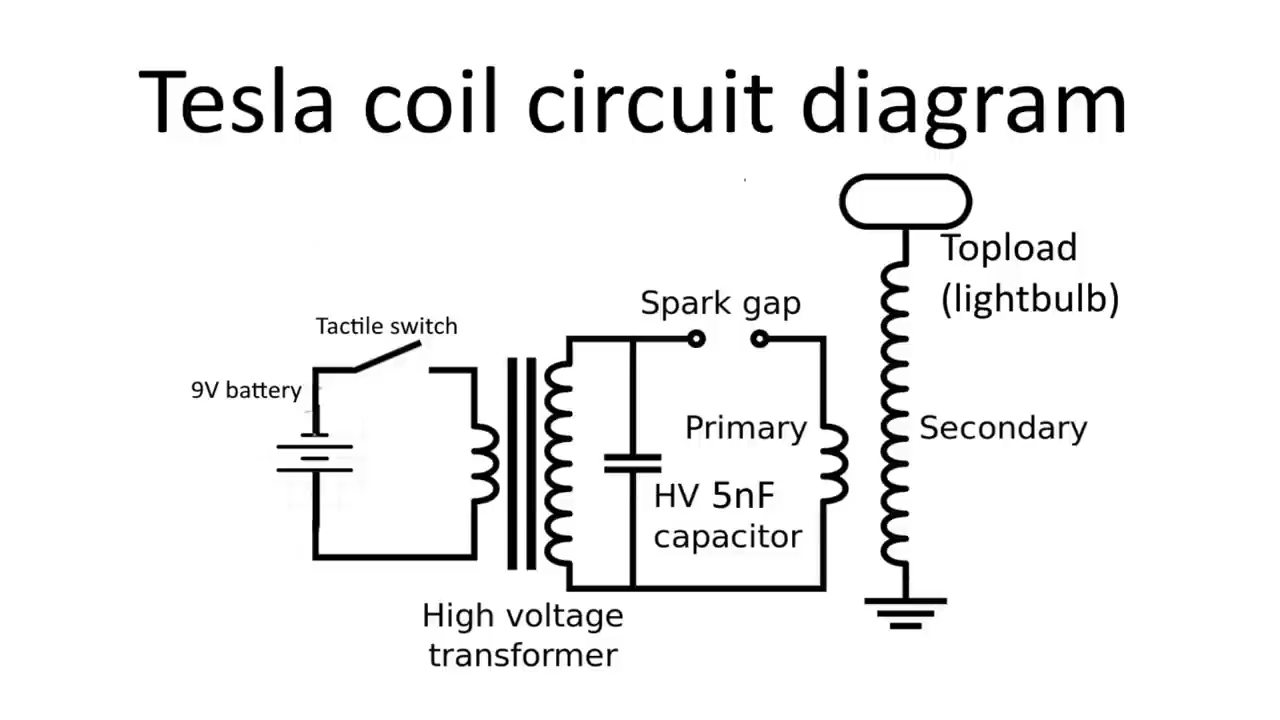 Tesla coil circuit diagram
Topload
(lightbulb)
Spark gap
Tactile switch
9V battery
Primary
Secondary
HV 5nF
capacitor
High voltage
transformer